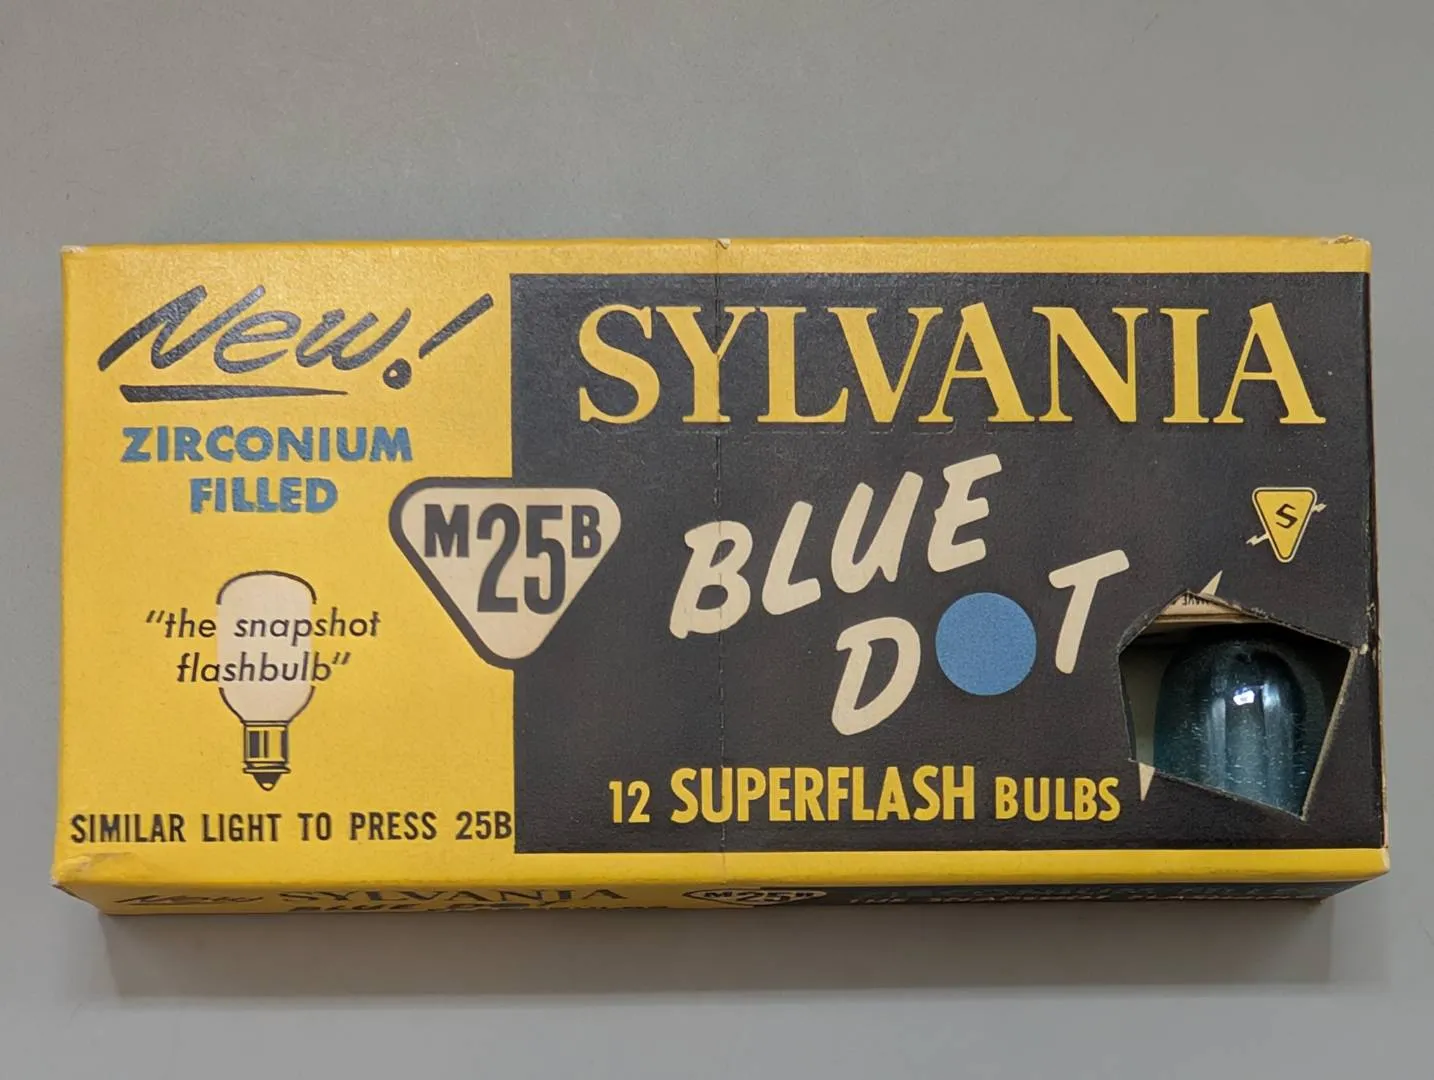 New!
ZIRCONIUM
FILLED
"the snapshot
flashbulb"
SIMILAR LIGHT TO PRESS 25B
M25B
SYLVANIA
BLUE
DOT
S
12 SUPERFLASH BULBS
New SYLVANIA
M25B